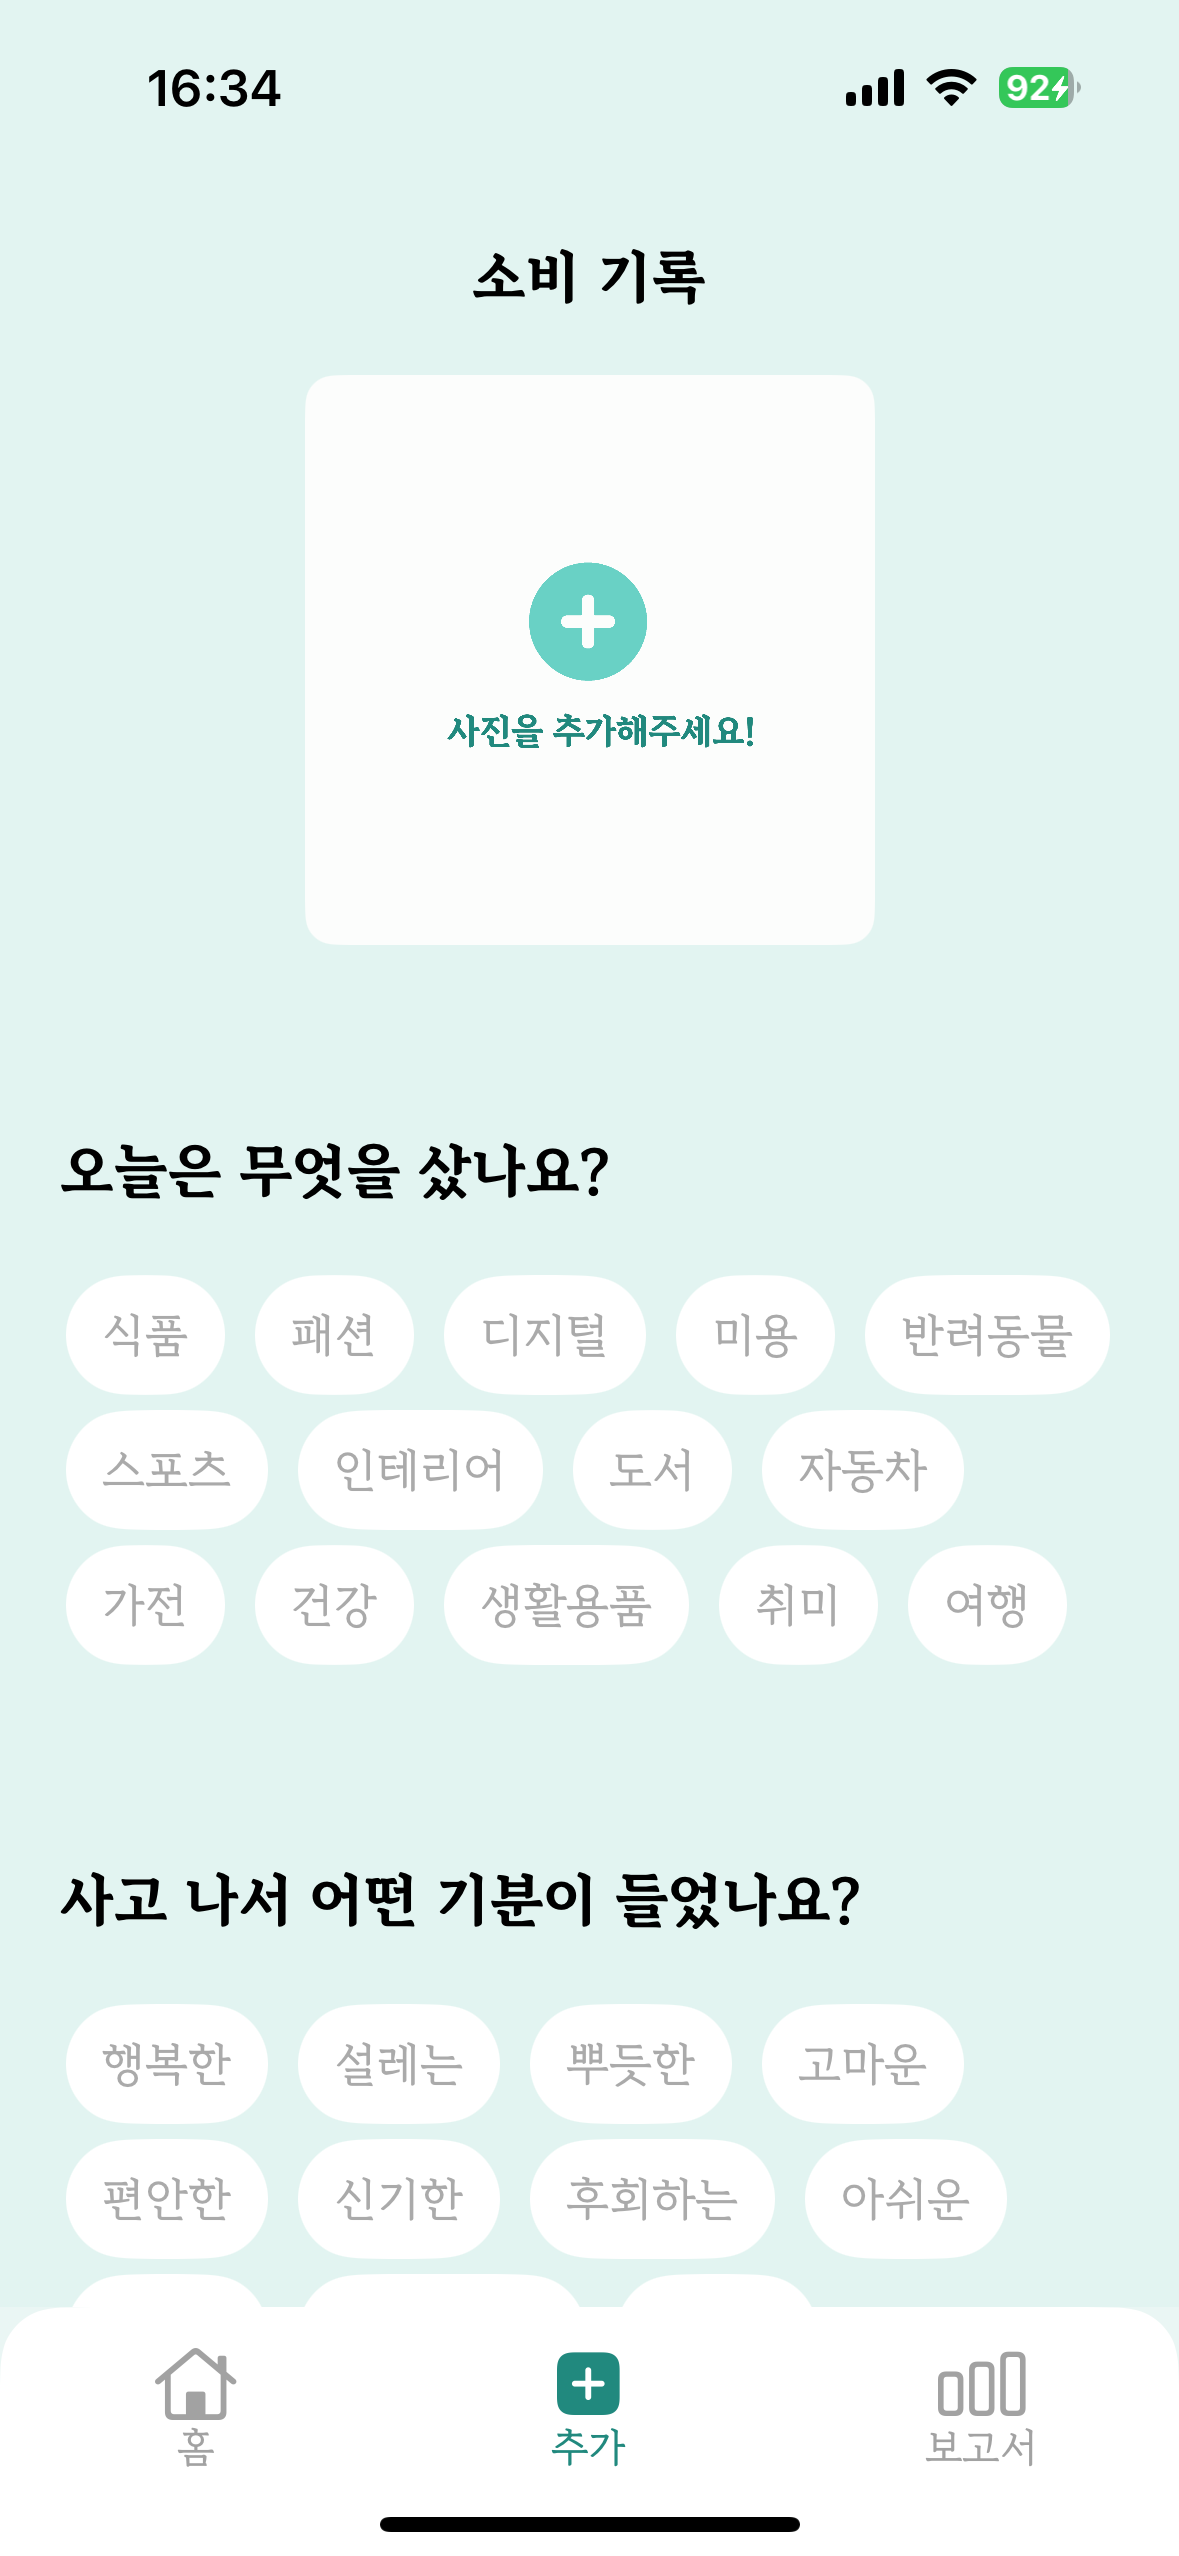 16:34
92
소비 기록
사진을 추가해주세요!
오늘은 무엇을 샀나요?
식품 패션 디지털 미용 반려동물
스포츠 인테리어 도서 자동차
가전 건강 생활용품 취미 여행
사고 나서 어떤 기분이 들었나요?
행복한 설레는 뿌듯한 고마운
편안한 신기한 후회하는 아쉬운
홈 추가 보고서